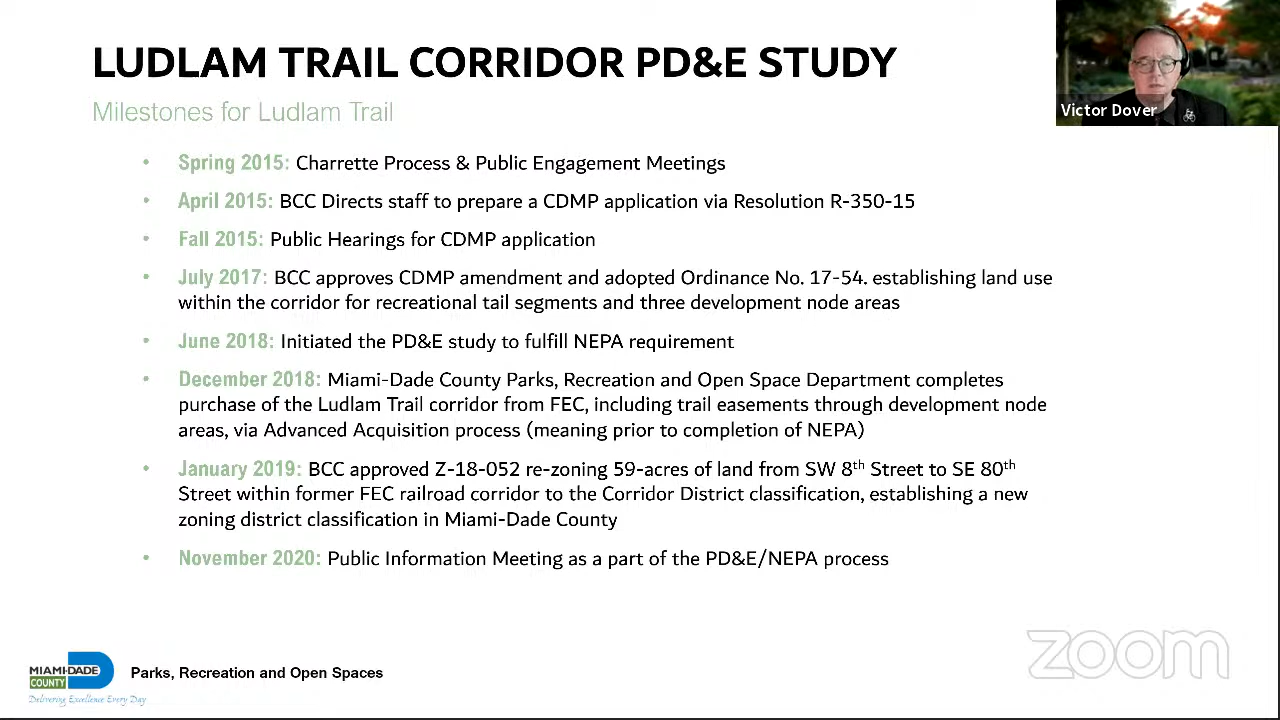 LUDLAM TRAIL CORRIDOR PD&E STUDY
Milestones for Ludlam Trail
Victor Dover
• Spring 2015: Charrette Process & Public Engagement Meetings
• April 2015: BCC Directs staff to prepare a CDMP application via Resolution R-350-15
• Fall 2015: Public Hearings for CDMP application
• July 2017: BCC approves CDMP amendment and adopted Ordinance No. 17-54. establishing land use
within the corridor for recreational tail segments and three development node areas
• June 2018: Initiated the PD&E study to fulfill NEPA requirement
• December 2018: Miami-Dade County Parks, Recreation and Open Space Department completes
purchase of the Ludlam Trail corridor from FEC, including trail easements through development node
areas, via Advanced Acquisition process (meaning prior to completion of NEPA)
• January 2019: BCC approved Z-18-052 re-zoning 59-acres of land from SW 8th Street to SE 80th
Street within former FEC railroad corridor to the Corridor District classification, establishing a new
zoning district classification in Miami-Dade County
• November 2020: Public Information Meeting as a part of the PD&E/NEPA process
MIAMI-DADE
COUNTY
Delivering Excellence Every Day
Parks, Recreation and Open Spaces
zoom